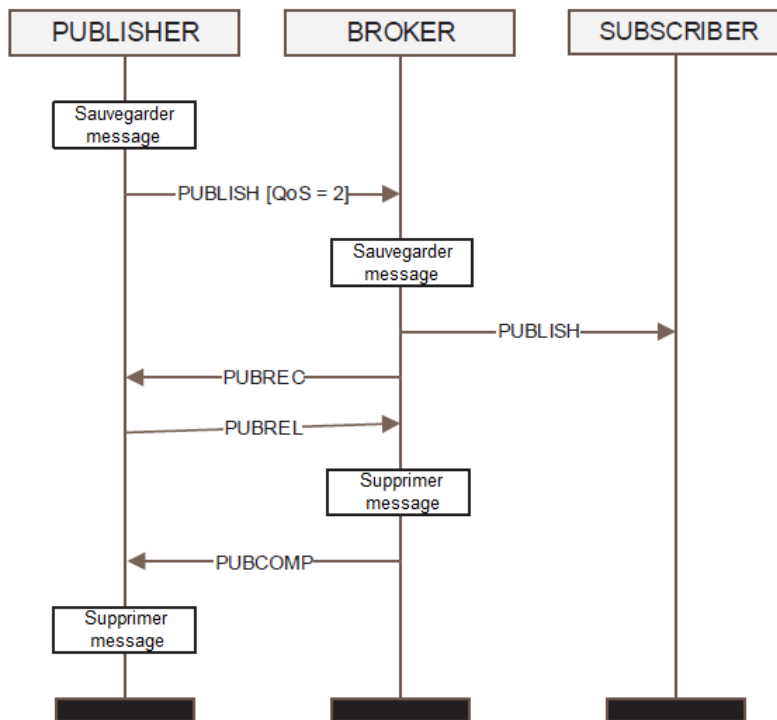 PUBLISHER
BROKER
SUBSCRIBER
Sauvegarder
message
PUBLISH [QoS = 2]
Sauvegarder
message
PUBLISH
PUBREC
PUBREL
Supprimer
message
PUBCOMP
Supprimer
message